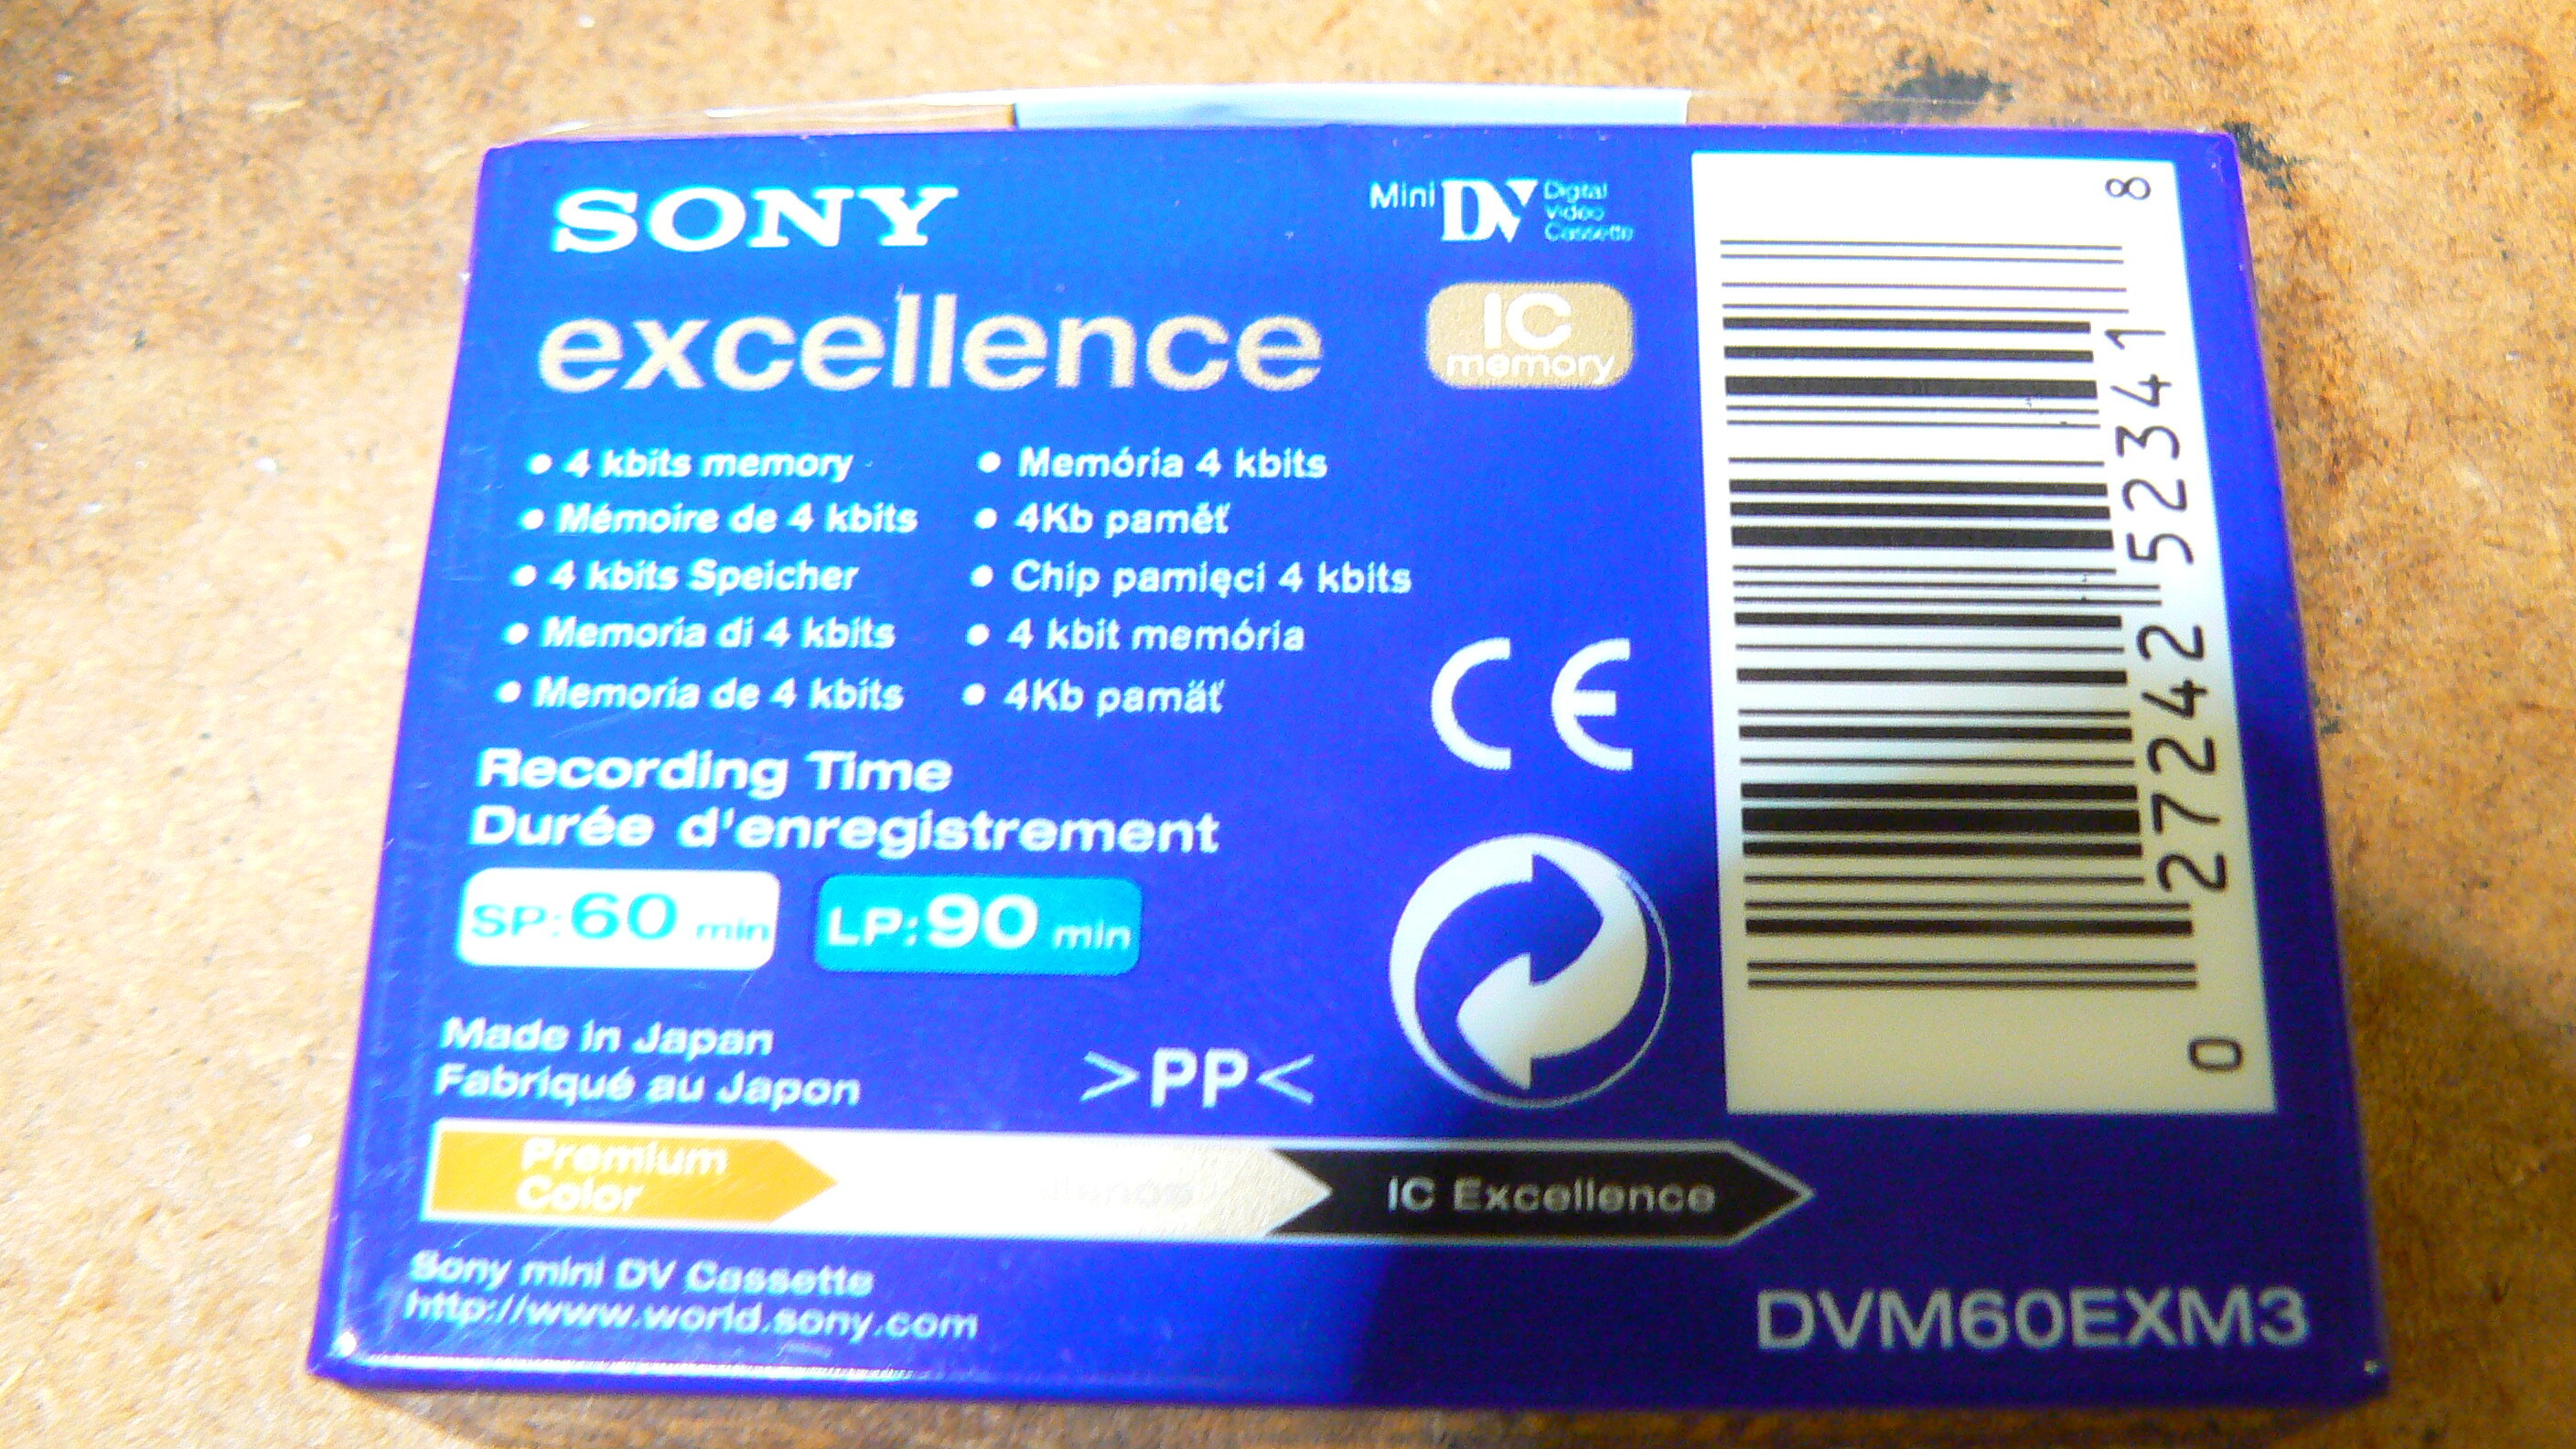 SONY
Mini DV Digital Video Cassette
excellence
IC memory
• 4 kbits memory
• Mémoire de 4 kbits
• 4 kbits Speicher
• Memoria di 4 kbits
• Memoria de 4 kbits
• Memória 4 kbits
• 4Kb paměť
• Chip pamięci 4 kbits
• 4 kbit memória
• 4Kb pamäť
CE
Recording Time
Durée d'enregistrement
SP:60 min
LP:90 min
Made in Japan
Fabriqué au Japon
>PP<
Premium
Color
IC Excellence
Sony mini DV Cassette
http://www.world.sony.com
DVM60EXM3
0 27242 52341 8